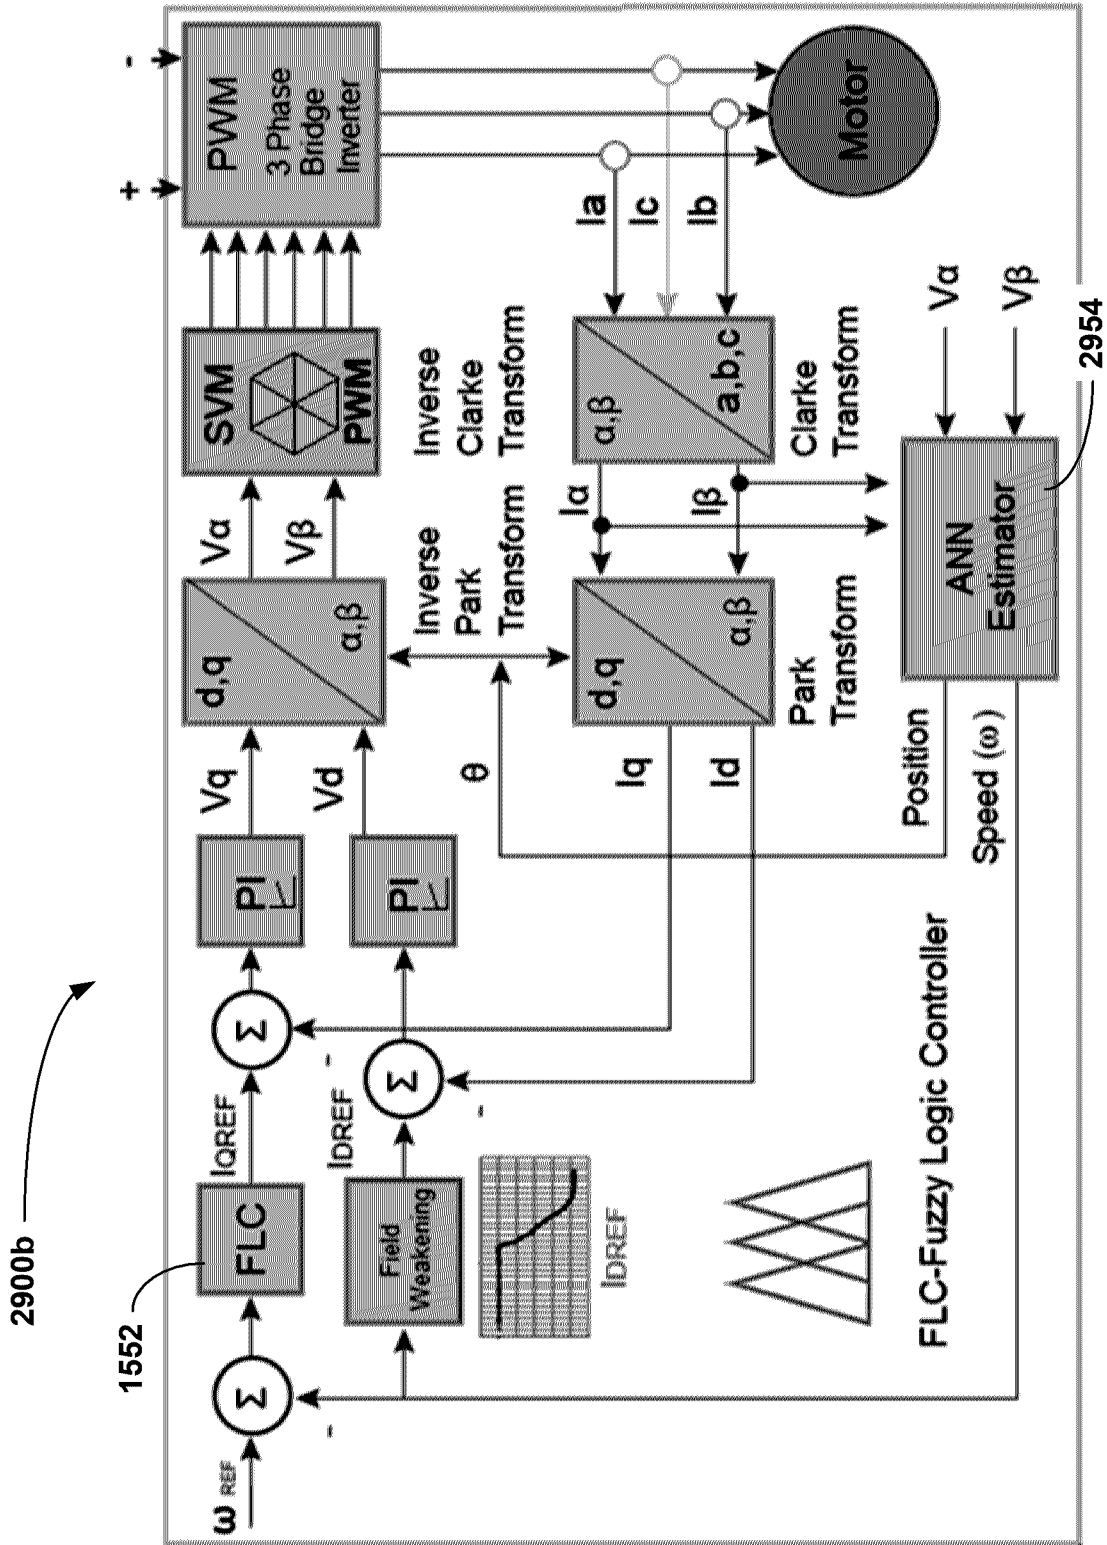 2900b
1552
ω REF
Σ
-
FLC
IQREF
Σ
-
PI
Vq
d,q
α,β
Vα
Vβ
SVM
PWM
PWM
3 Phase
Bridge
Inverter
+
-
Field
Weakening
IDREF
Σ
-
PI
Vd
IDREF
θ
Inverse
Park
Transform
Inverse
Clarke
Transform
Iq
Id
d,q
α,β
Park
Transform
Iα
Iβ
α,β
a,b,c
Clarke
Transform
Ia
Ic
Ib
Motor
FLC-Fuzzy Logic Controller
Position
Speed (ω)
ANN
Estimator
Vα
Vβ
2954